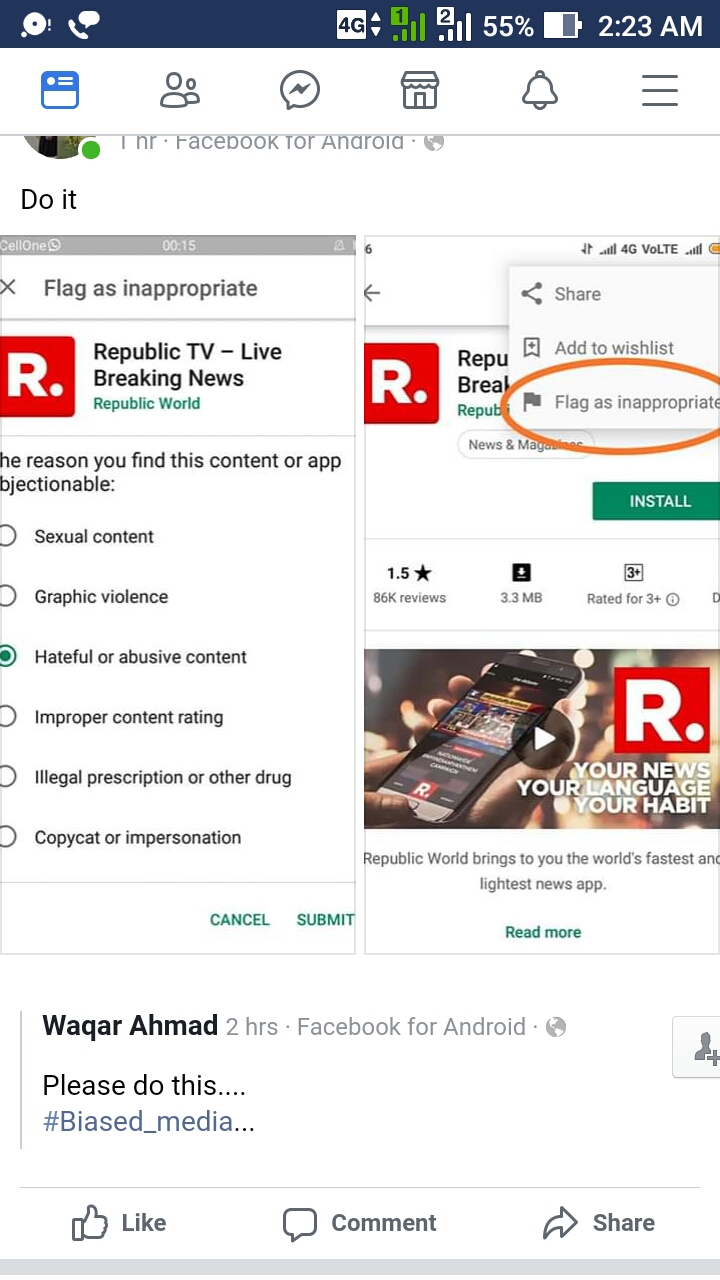 4G 1 2 55% 2:23 AM
1 hr · Facebook for Android ·
Do it
CellOne 00:15
Flag as inappropriate
R.
Republic TV – Live
Breaking News
Republic World
he reason you find this content or app
bjectionable:
Sexual content
Graphic violence
Hateful or abusive content
Improper content rating
Illegal prescription or other drug
Copycat or impersonation
CANCEL SUBMIT
6 4G VoLTE
Share
Add to wishlist
Flag as inappropriate
R.
Repu
Breal
Republi
News & Magazines
INSTALL
1.5 ★
86K reviews
3.3 MB
3+
Rated for 3+
D
R.
YOUR NEWS
YOUR LANGUAGE
YOUR HABIT
R.
Republic World brings to you the world's fastest and
lightest news app.
Read more
Waqar Ahmad 2 hrs · Facebook for Android ·
Please do this....
#Biased_media...
Like Comment Share